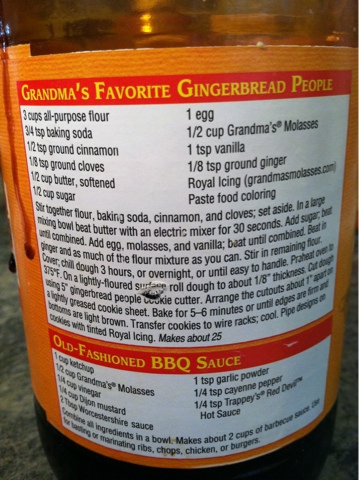 GRANDMA'S FAVORITE GINGERBREAD PEOPLE
3 cups all-purpose flour
3/4 tsp baking soda
1/2 tsp ground cinnamon
1/8 tsp ground cloves
1/2 cup butter, softened
1/2 cup sugar
1 egg
1/2 cup Grandma's® Molasses
1 tsp vanilla
1/8 tsp ground ginger
Royal Icing (grandmasmolasses.com)
Paste food coloring
Stir together flour, baking soda, cinnamon, and cloves; set aside. In a large
mixing bowl beat butter with an electric mixer for 30 seconds. Add sugar; beat
until combined. Add egg, molasses, and vanilla; beat until combined. Beat in
ginger and as much of the flour mixture as you can. Stir in remaining flour.
Cover; chill dough 3 hours, or overnight, or until easy to handle. Preheat oven to
375°F. On a lightly-floured surface roll dough to about 1/8" thickness. Cut dough
using 5" gingerbread people cookie cutter. Arrange the cutouts about 1" apart on
a lightly greased cookie sheet. Bake for 5–6 minutes or until edges are firm and
bottoms are light brown. Transfer cookies to wire racks; cool. Pipe designs on
cookies with tinted Royal Icing. Makes about 25
OLD-FASHIONED BBQ SAUCE
1 cup ketchup
1/2 cup Grandma's® Molasses
1/4 cup vinegar
1/4 cup Dijon mustard
2 Tbsp Worcestershire sauce
1 tsp garlic powder
1/4 tsp cayenne pepper
1/4 tsp Trappey's® Red Devil™
Hot Sauce
Combine all ingredients in a bowl. Makes about 2 cups of barbecue sauce. Use
for basting or marinating ribs, chops, chicken, or burgers.